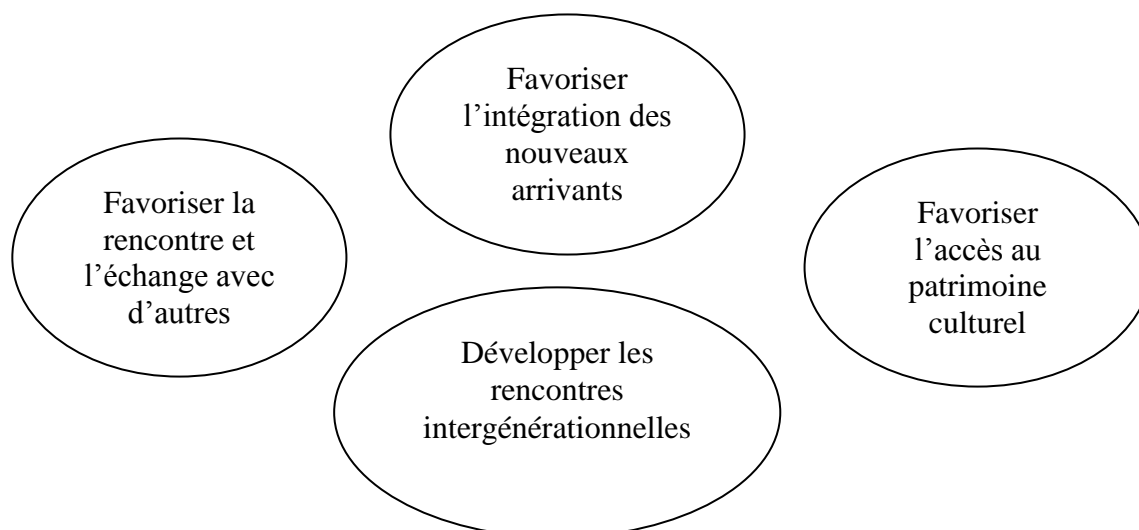 Favoriser
l’intégration des
nouveaux
arrivants
Favoriser la
rencontre et
l’échange avec
d’autres
Favoriser
l’accès au
patrimoine
culturel
Développer les
rencontres
intergénérationnelles